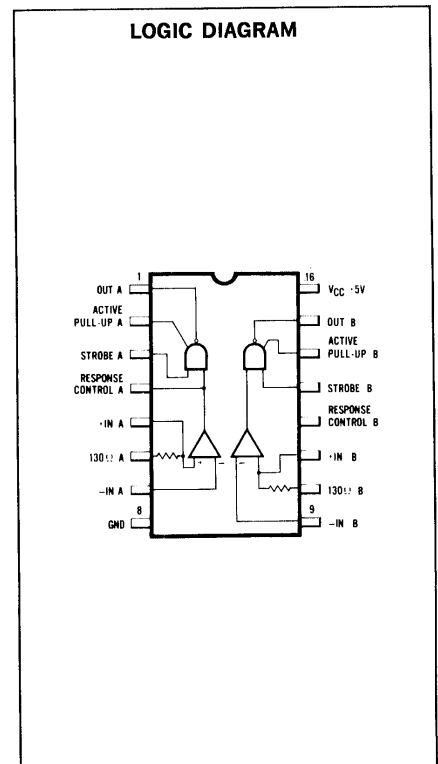 LOGIC DIAGRAM
1
16
OUT A
VCC +5V
ACTIVE
PULL-UP A
OUT B
ACTIVE
PULL-UP B
STROBE A
STROBE B
RESPONSE
CONTROL A
RESPONSE
CONTROL B
+IN A
+IN B
130Ω A
130Ω B
+
−
−
-IN A
-IN B
8
9
GND